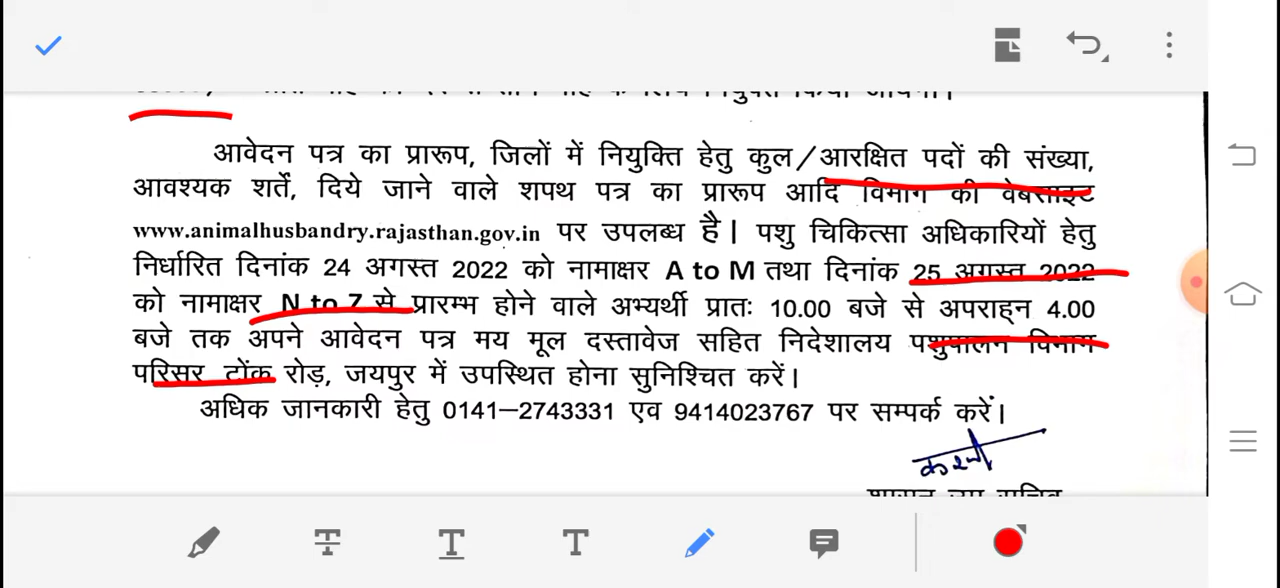 आवेदन पत्र का प्रारूप, जिलों में नियुक्ति हेतु कुल/आरक्षित पदों की संख्या,
आवश्यक शर्तें, दिये जाने वाले शपथ पत्र का प्रारूप आदि विभाग की वेबसाइट
www.animalhusbandry.rajasthan.gov.in पर उपलब्ध है। पशु चिकित्सा अधिकारियों हेतु
निर्धारित दिनांक 24 अगस्त 2022 को नामाक्षर A to M तथा दिनांक 25 अगस्त 2022
को नामाक्षर N to Z से प्रारम्भ होने वाले अभ्यर्थी प्रातः 10.00 बजे से अपराह्न 4.00
बजे तक अपने आवेदन पत्र मय मूल दस्तावेज सहित निदेशालय पशुपालन विभाग
परिसर टोंक रोड़, जयपुर में उपस्थित होना सुनिश्चित करें।
अधिक जानकारी हेतु 0141–2743331 एव 9414023767 पर सम्पर्क करें।
शासन उप सचिव